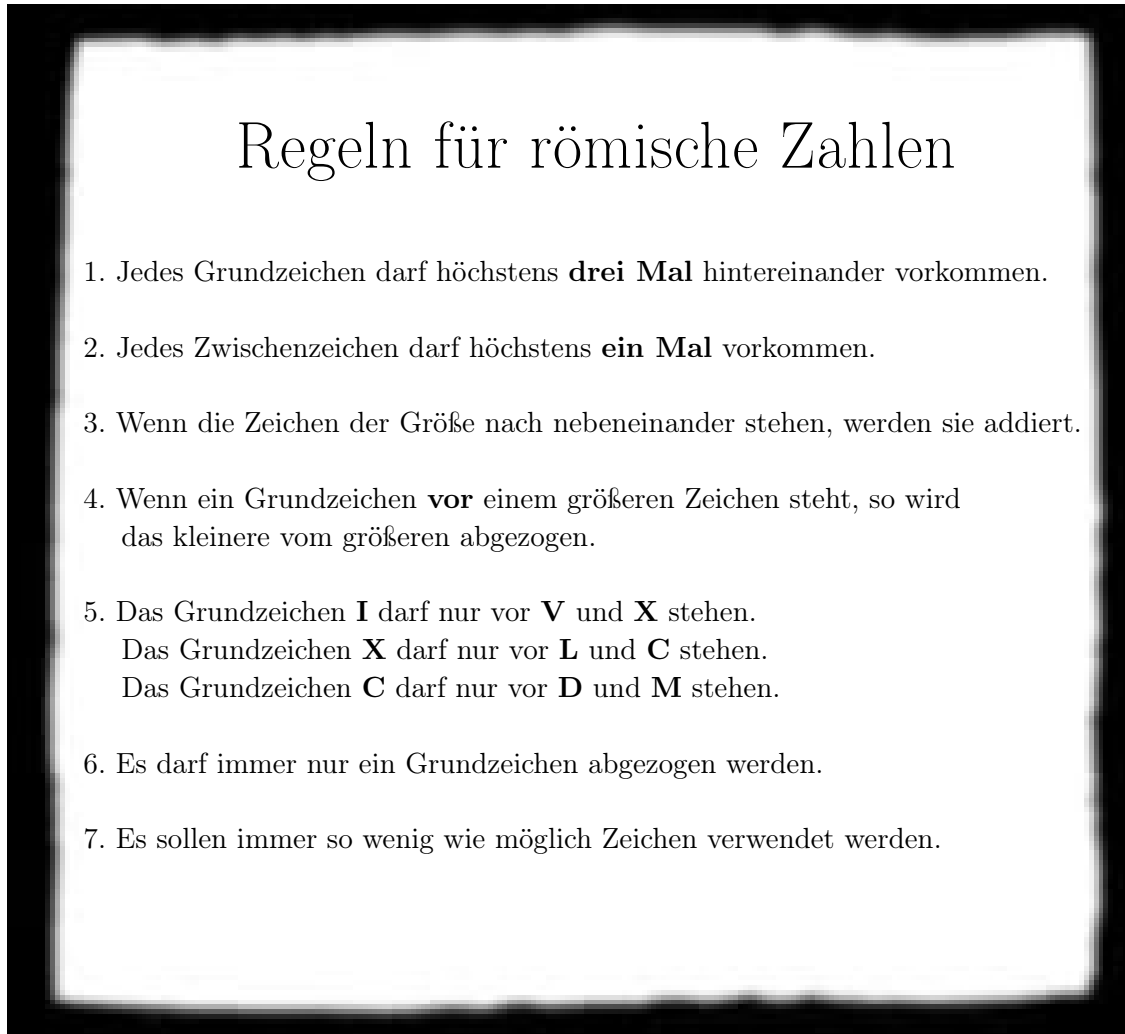 Regeln für römische Zahlen
1. Jedes Grundzeichen darf höchstens drei Mal hintereinander vorkommen.
2. Jedes Zwischenzeichen darf höchstens ein Mal vorkommen.
3. Wenn die Zeichen der Größe nach nebeneinander stehen, werden sie addiert.
4. Wenn ein Grundzeichen vor einem größeren Zeichen steht, so wird
das kleinere vom größeren abgezogen.
5. Das Grundzeichen I darf nur vor V und X stehen.
Das Grundzeichen X darf nur vor L und C stehen.
Das Grundzeichen C darf nur vor D und M stehen.
6. Es darf immer nur ein Grundzeichen abgezogen werden.
7. Es sollen immer so wenig wie möglich Zeichen verwendet werden.